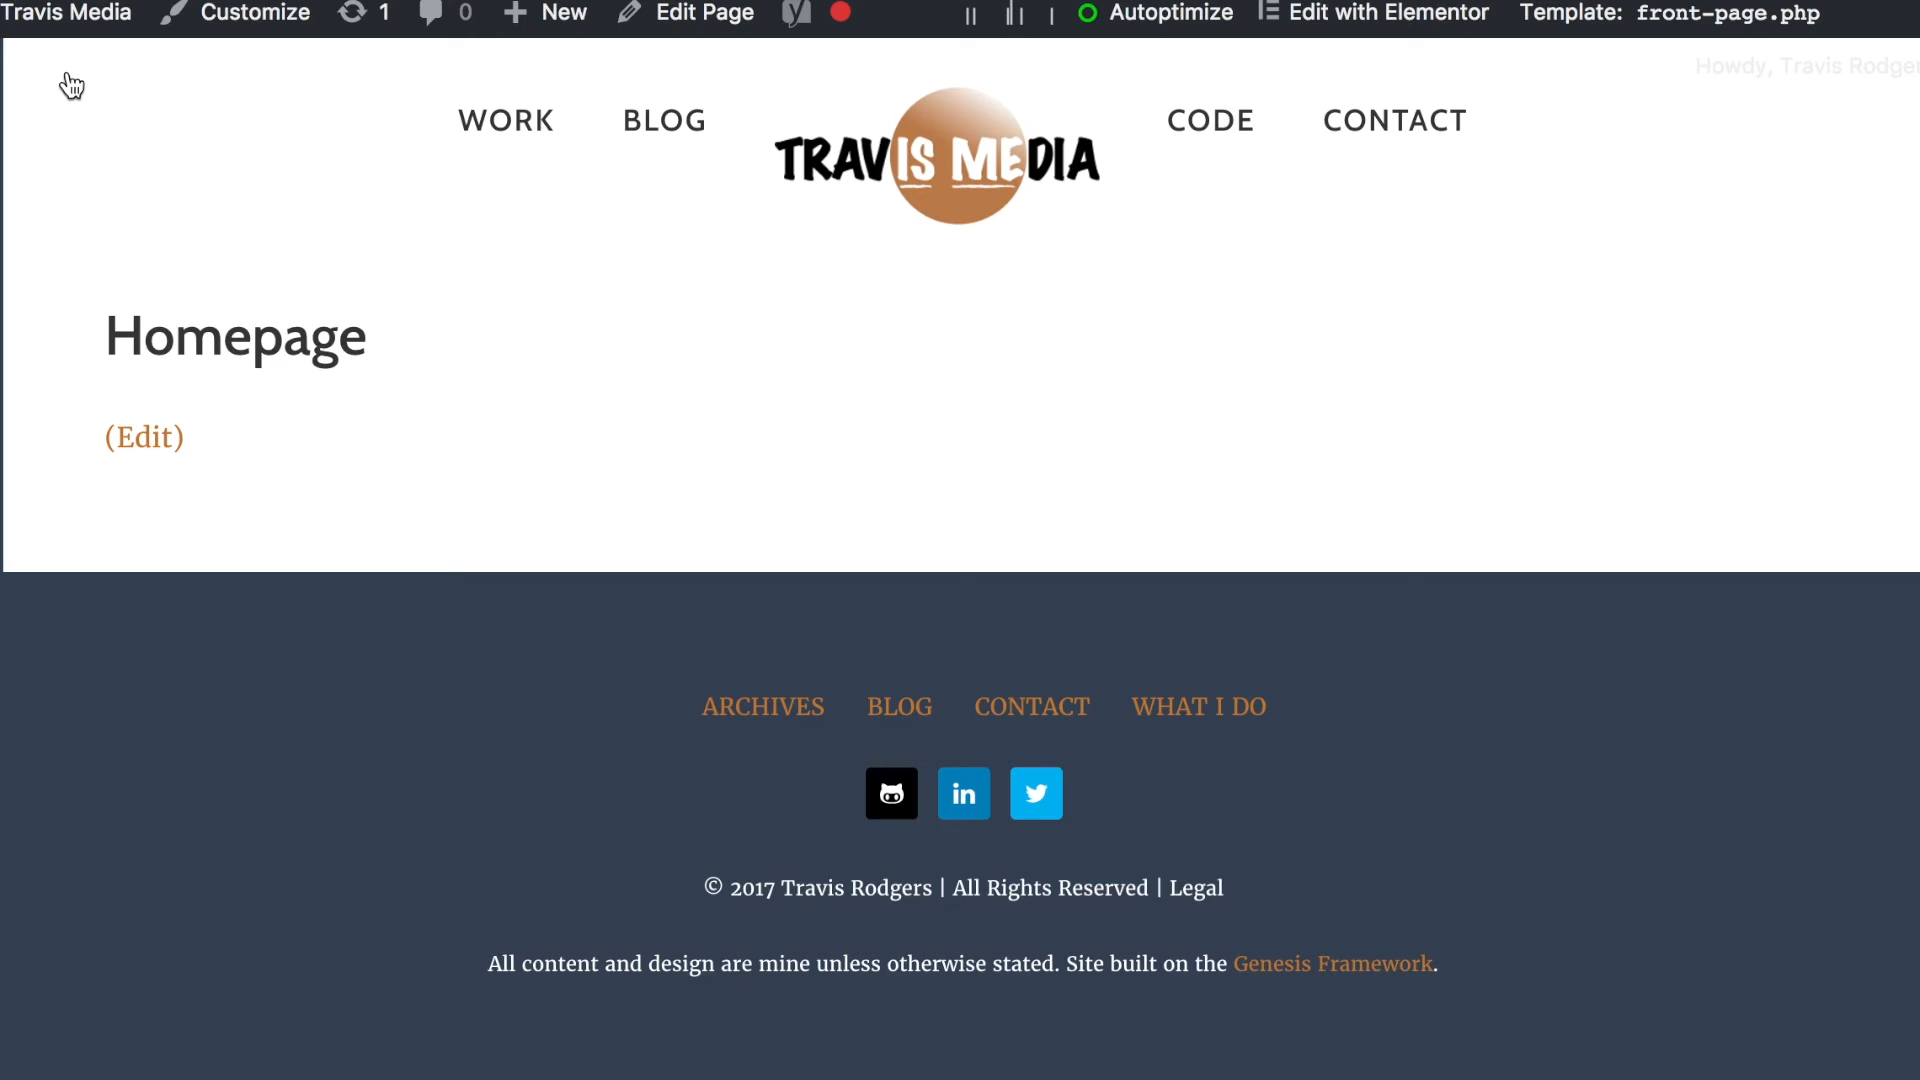 Travis Media Customize 1 0 New Edit Page Autoptimize Edit with Elementor Template: front-page.php
Howdy, Travis Rodger
WORK BLOG TRAVIS MEDIA CODE CONTACT
Homepage
(Edit)
ARCHIVES BLOG CONTACT WHAT I DO
in
© 2017 Travis Rodgers | All Rights Reserved | Legal
All content and design are mine unless otherwise stated. Site built on the Genesis Framework.